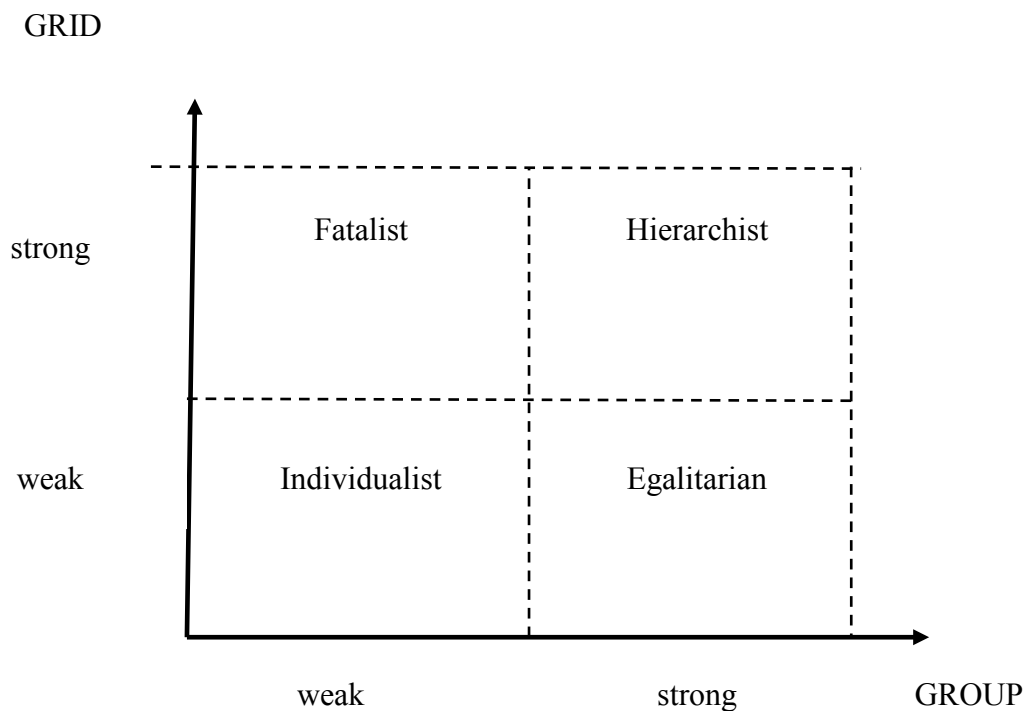 GRID
Fatalist Hierarchist
strong
Individualist Egalitarian
weak
weak strong GROUP